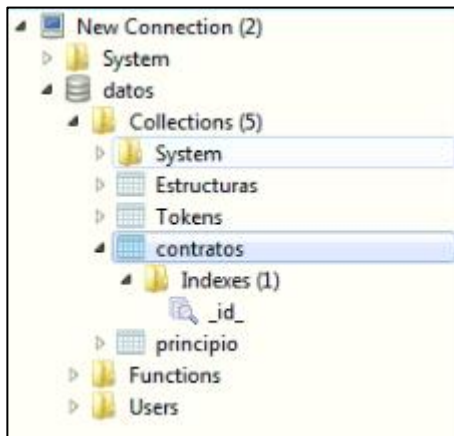 New Connection (2)
System
datos
Collections (5)
System
Estructuras
Tokens
contratos
Indexes (1)
_id_
principio
Functions
Users